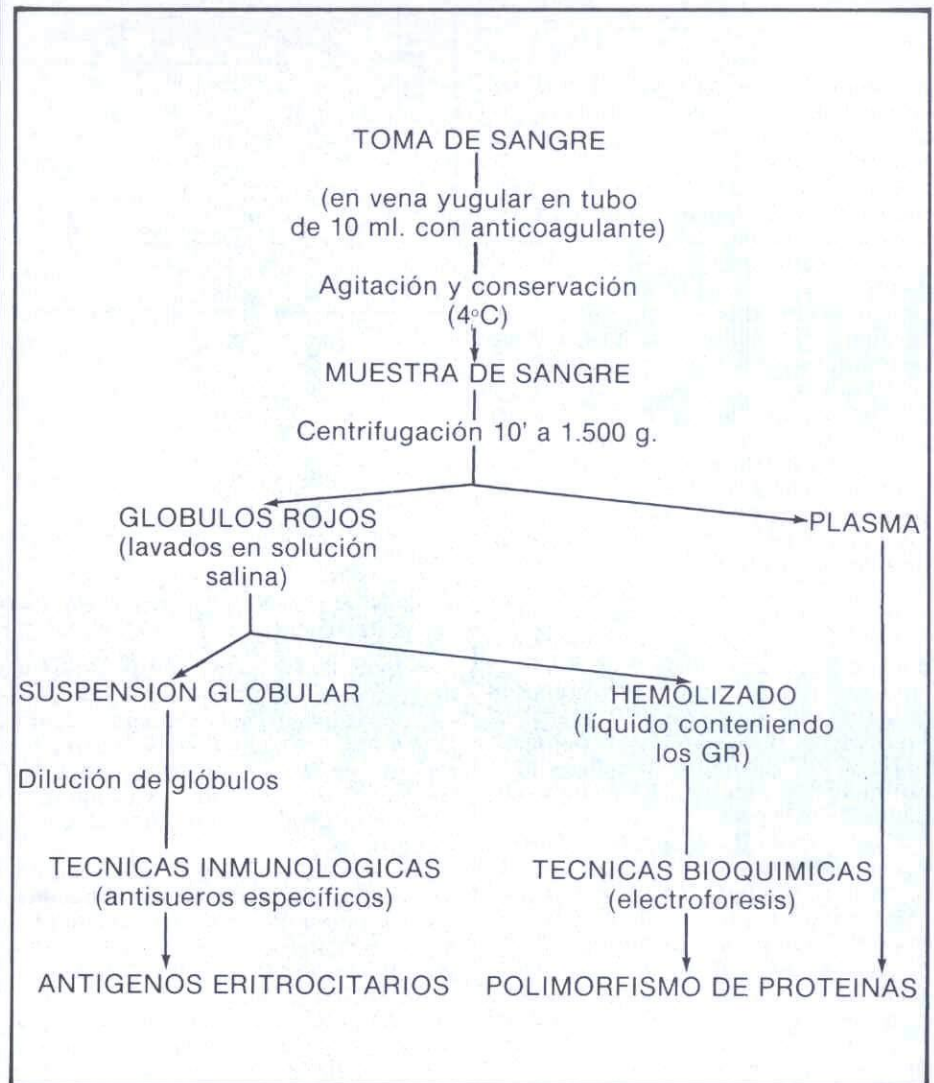 TOMA DE SANGRE
(en vena yugular en tubo
de 10 ml. con anticoagulante)
Agitación y conservación
(4°C)
MUESTRA DE SANGRE
Centrifugación 10' a 1.500 g.
GLOBULOS ROJOS
(lavados en solución
salina)
PLASMA
SUSPENSION GLOBULAR
HEMOLIZADO
(líquido conteniendo
los GR)
Dilución de glóbulos
TECNICAS INMUNOLOGICAS
(antisueros específicos)
TECNICAS BIOQUIMICAS
(electroforesis)
ANTIGENOS ERITROCITARIOS
POLIMORFISMO DE PROTEINAS